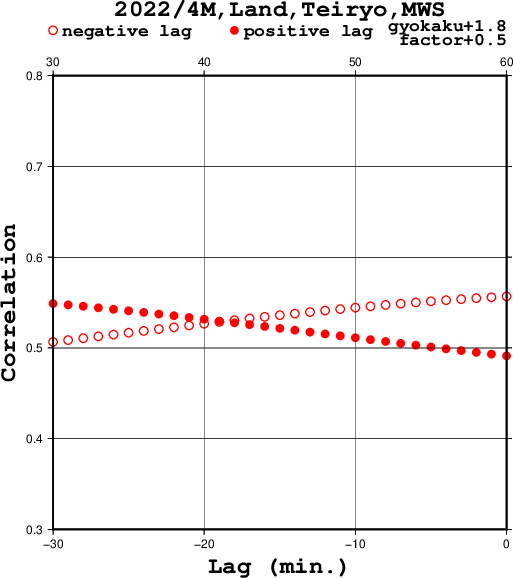 2022/4M,Land,Teiryo,MWS
negative lag
positive lag
gyokaku+1.8
factor+0.5
30 40 50 60
0.8
0.7
0.6
0.5
0.4
0.3
Correlation
−30 −20 −10 0
Lag (min.)